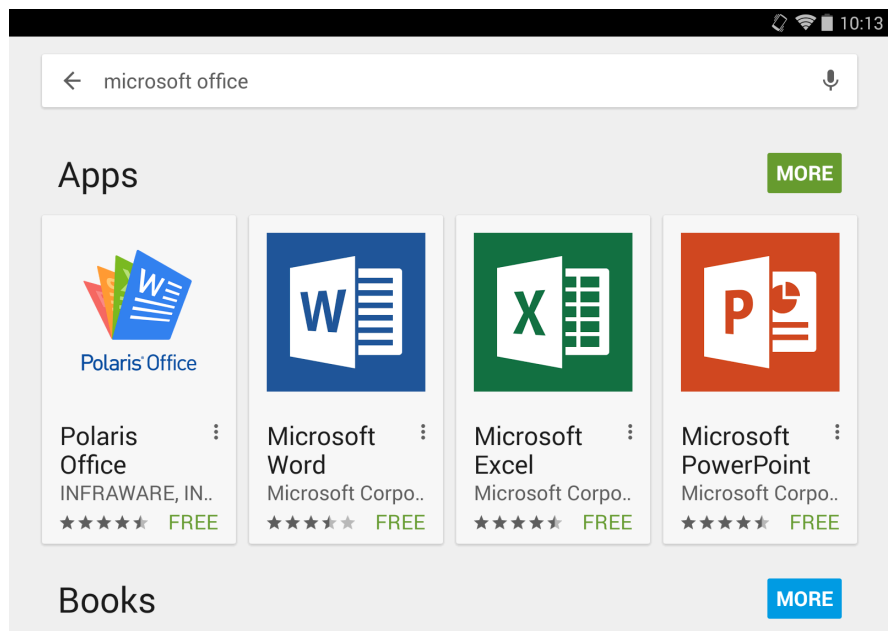 10:13
microsoft office
Apps
MORE
W
Polaris Office
W
X
P
Polaris
Office
INFRAWARE, IN..
FREE
Microsoft
Word
Microsoft Corpo..
FREE
Microsoft
Excel
Microsoft Corpo..
FREE
Microsoft
PowerPoint
Microsoft Corpo..
FREE
Books
MORE